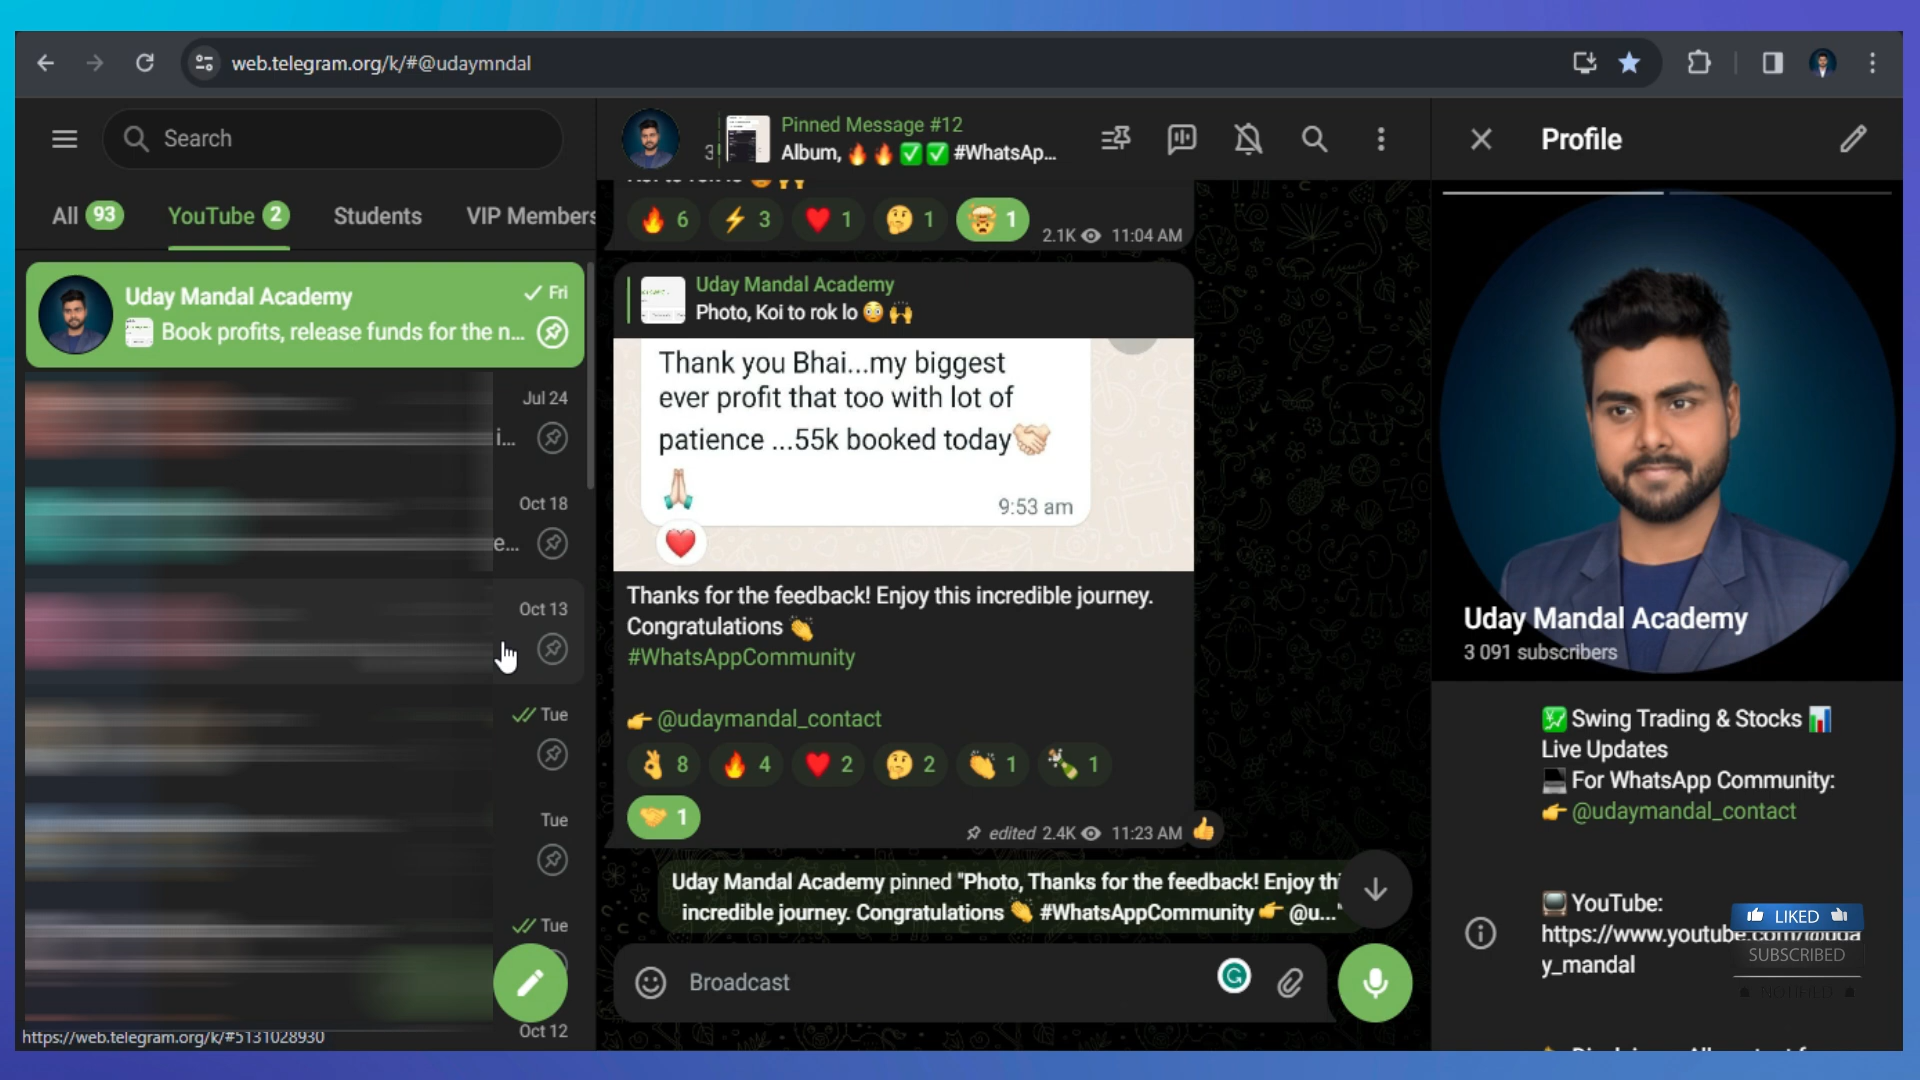 web.telegram.org/k/#@udaymndal
Search
All 93
YouTube 2
Students
VIP Members
Uday Mandal Academy
Fri
Book profits, release funds for the n...
Jul 24
i...
Oct 18
e...
Oct 13
Tue
Tue
Tue
Oct 12
https://web.telegram.org/k/#5131028930
3
Pinned Message #12
Album, 🔥🔥✅✅ #WhatsAp...
🔥 6 ⚡ 3 ❤️ 1 🤔 1 🤯 1
2.1K 11:04 AM
Uday Mandal Academy
Photo, Koi to rok lo 😳🙌
Thank you Bhai...my biggest
ever profit that too with lot of
patience ...55k booked today🤝🏻
🙏🏻
9:53 am
❤️
Thanks for the feedback! Enjoy this incredible journey.
Congratulations 👏
#WhatsAppCommunity
👉 @udaymandal_contact
👌 8 🔥 4 ❤️ 2 🤔 2 👏 1 🍾 1
🤝 1
edited 2.4K 11:23 AM 👍
Uday Mandal Academy pinned "Photo, Thanks for the feedback! Enjoy
incredible journey. Congratulations 👏 #WhatsAppCommunity 👉 @u..."
Broadcast
Profile
Uday Mandal Academy
3 091 subscribers
💹 Swing Trading & Stocks 📊
Live Updates
💻 For WhatsApp Community:
👉 @udaymandal_contact
📺 YouTube:
https://www.youtube.com/@uda
y_mandal
LIKED
SUBSCRIBED